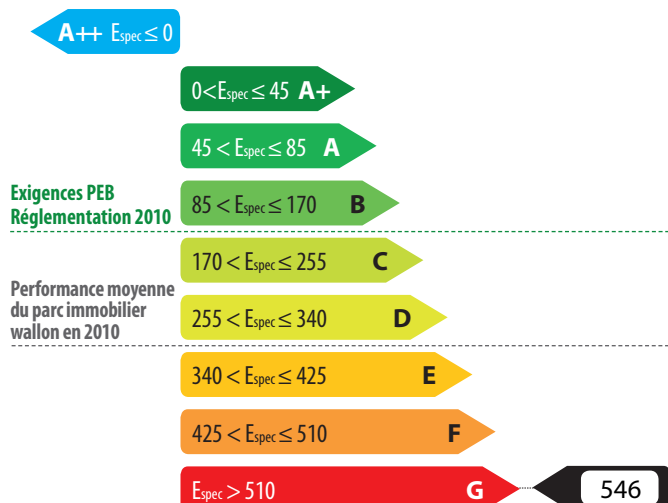 A++ Espec ≤ 0
0<Espec ≤ 45 A+
45 < Espec ≤ 85 A
Exigences PEB
Réglementation 2010
85 < Espec ≤ 170 B
170 < Espec ≤ 255 C
Performance moyenne
du parc immobilier
wallon en 2010
255 < Espec ≤ 340 D
340 < Espec ≤ 425 E
425 < Espec ≤ 510 F
Espec > 510 G
546